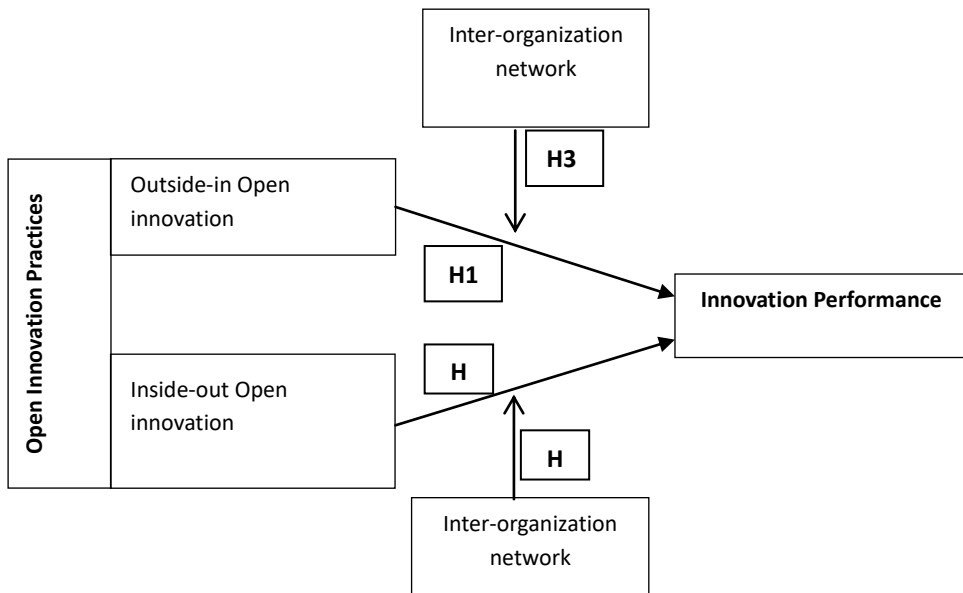 Inter-organization
network
H3
Open Innovation Practices
Outside-in Open
innovation
H1
Innovation Performance
H
Inside-out Open
innovation
H
Inter-organization
network